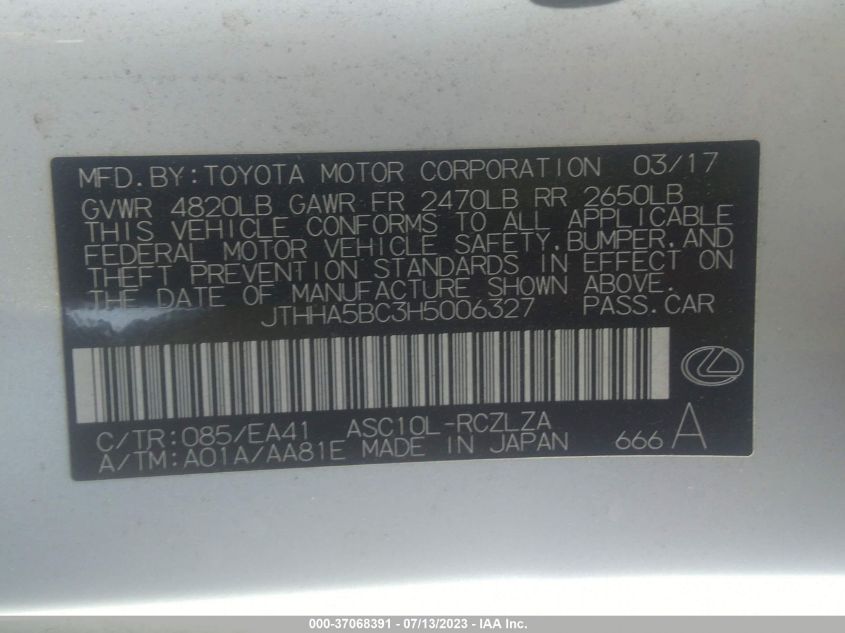 MFD.BY:TOYOTA MOTOR CORPORATION 03/17
GVWR 4820LB GAWR FR 2470LB RR 2650LB
THIS VEHICLE CONFORMS TO ALL APPLICABLE
FEDERAL MOTOR VEHICLE SAFETY,BUMPER,AND
THEFT PREVENTION STANDARDS IN EFFECT ON
THE DATE OF MANUFACTURE SHOWN ABOVE.
JTHHA5BC3H5006327 PASS.CAR
C/TR:085/EA41 ASC10L-RCZLZA
A/TM:A01A/AA81E MADE IN JAPAN 666 A
000-37068391 - 07/13/2023 - IAA Inc.